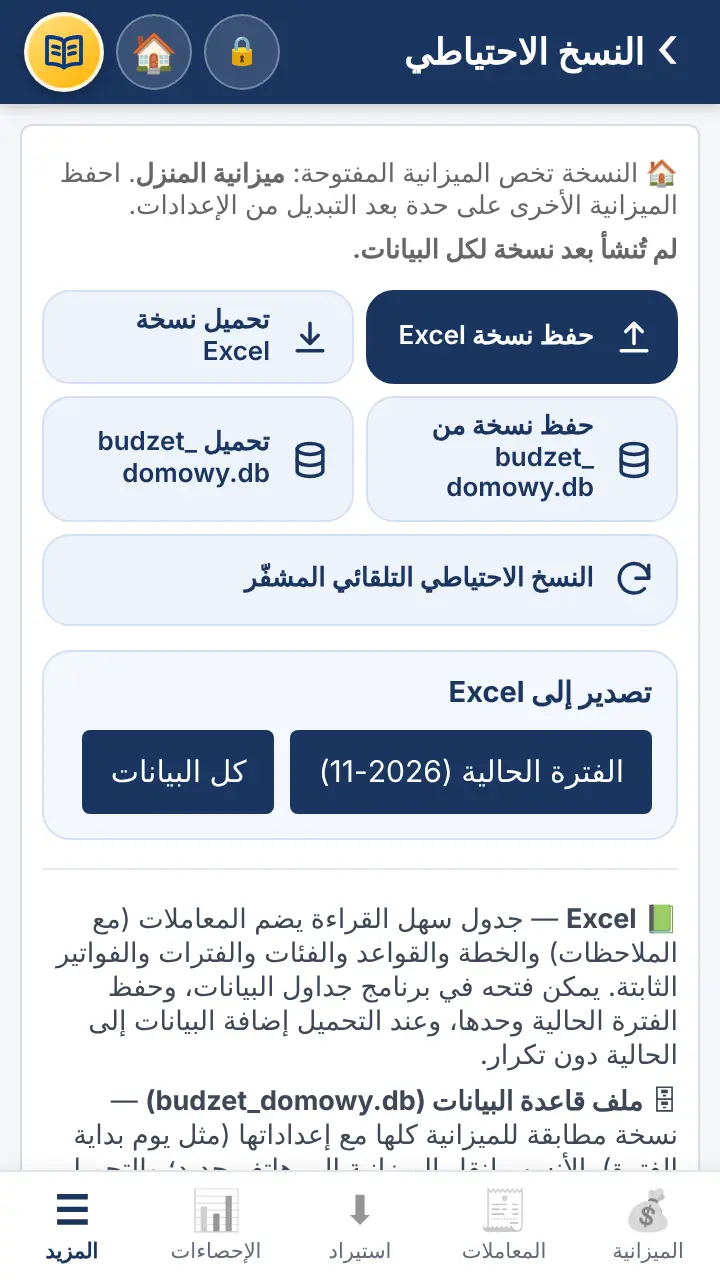 النسخ الاحتياطي
النسخة تخص الميزانية المفتوحة: ميزانية المنزل. احفظ
الميزانية الأخرى على حدة بعد التبديل من الإعدادات.
لم تُنشأ بعد نسخة لكل البيانات.
حفظ نسخة Excel
تحميل نسخة
Excel
حفظ نسخة من
budzet_
domowy.db
تحميل budzet_
domowy.db
النسخ الاحتياطي التلقائي المشفّر
تصدير إلى Excel
الفترة الحالية (2026-11)
كل البيانات
Excel — جدول سهل القراءة يضم المعاملات (مع
الملاحظات) والخطة والقواعد والفئات والفترات والفواتير
الثابتة. يمكن فتحه في برنامج جداول البيانات، وحفظ
الفترة الحالية وحدها، وعند التحميل إضافة البيانات إلى
الحالية دون تكرار.
ملف قاعدة البيانات (budzet_domowy.db) —
نسخة مطابقة للميزانية كلها مع إعداداتها (مثل يوم بداية
الميزانية
المعاملات
استيراد
الإحصاءات
المزيد